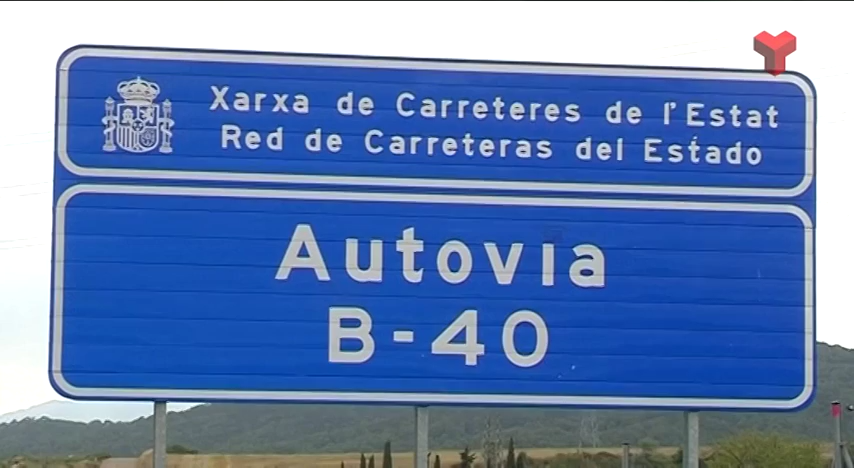 Xarxa de Carreteres de l'Estat
Red de Carreteras del Estado
Autovia
B-40